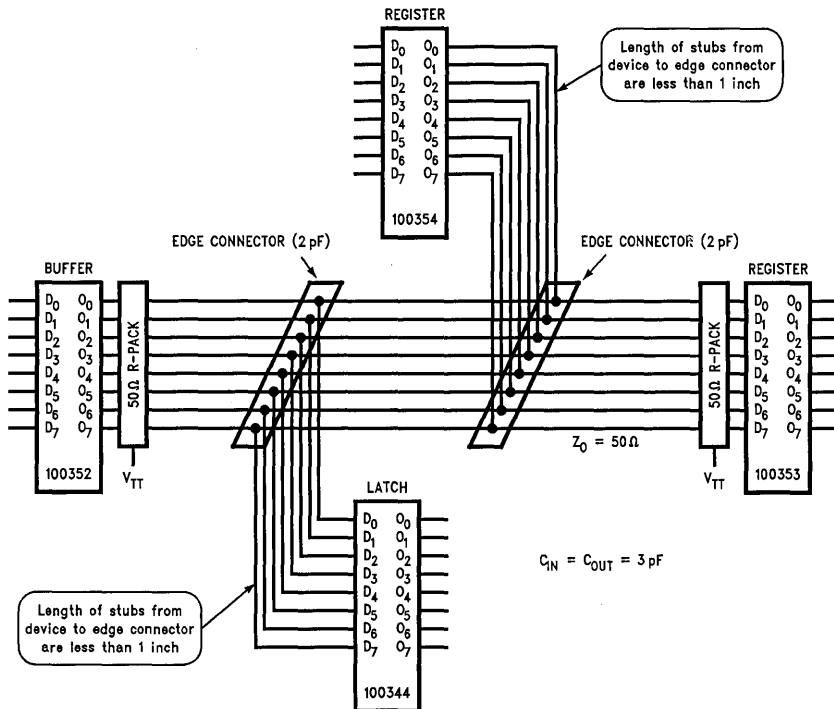 REGISTER
D0 O0
D1 O1
D2 O2
D3 O3
D4 O4
D5 O5
D6 O6
D7 O7
100354
Length of stubs from
device to edge connector
are less than 1 inch
EDGE CONNECTOR (2 pF)
EDGE CONNECTOR (2 pF)
BUFFER
D0 O0
D1 O1
D2 O2
D3 O3
D4 O4
D5 O5
D6 O6
D7 O7
100352
50Ω R-PACK
VTT
ZO = 50Ω
50Ω R-PACK
VTT
REGISTER
D0 O0
D1 O1
D2 O2
D3 O3
D4 O4
D5 O5
D6 O6
D7 O7
100353
LATCH
D0 O0
D1 O1
D2 O2
D3 O3
D4 O4
D5 O5
D6 O6
D7 O7
100344
CIN = COUT = 3 pF
Length of stubs from
device to edge connector
are less than 1 inch